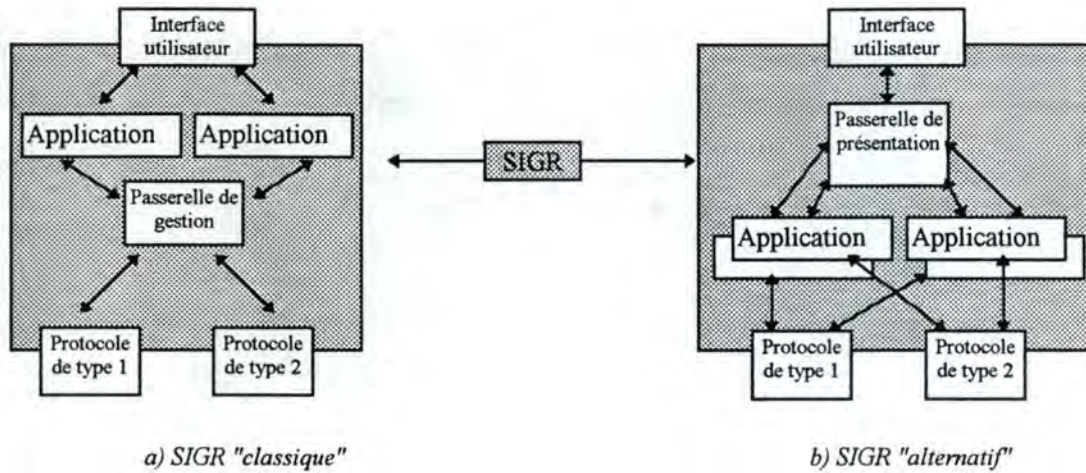 Interface
utilisateur
Application
Application
Passerelle de
gestion
Protocole
de type 1
Protocole
de type 2
a) SIGR "classique"
SIGR
Interface
utilisateur
Passerelle de
présentation
Application
Application
Protocole
de type 1
Protocole
de type 2
b) SIGR "alternatif"